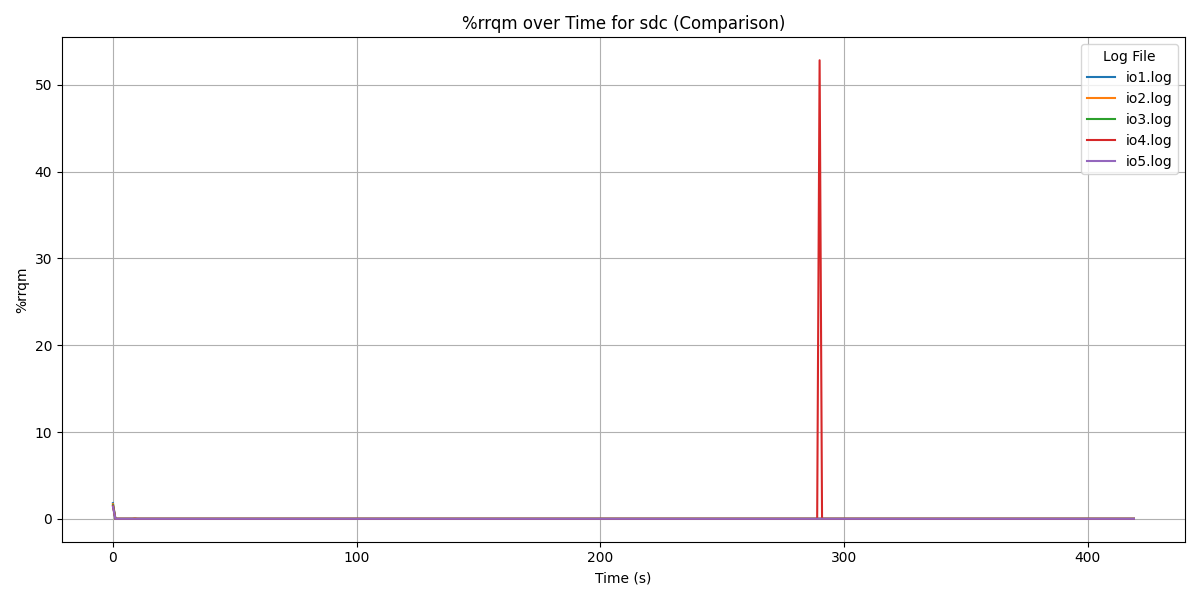 %rrqm over Time for sdc (Comparison)
Log File
io1.log
io2.log
io3.log
io4.log
io5.log
%rrqm
50
40
30
20
10
0
0 100 200 300 400
Time (s)